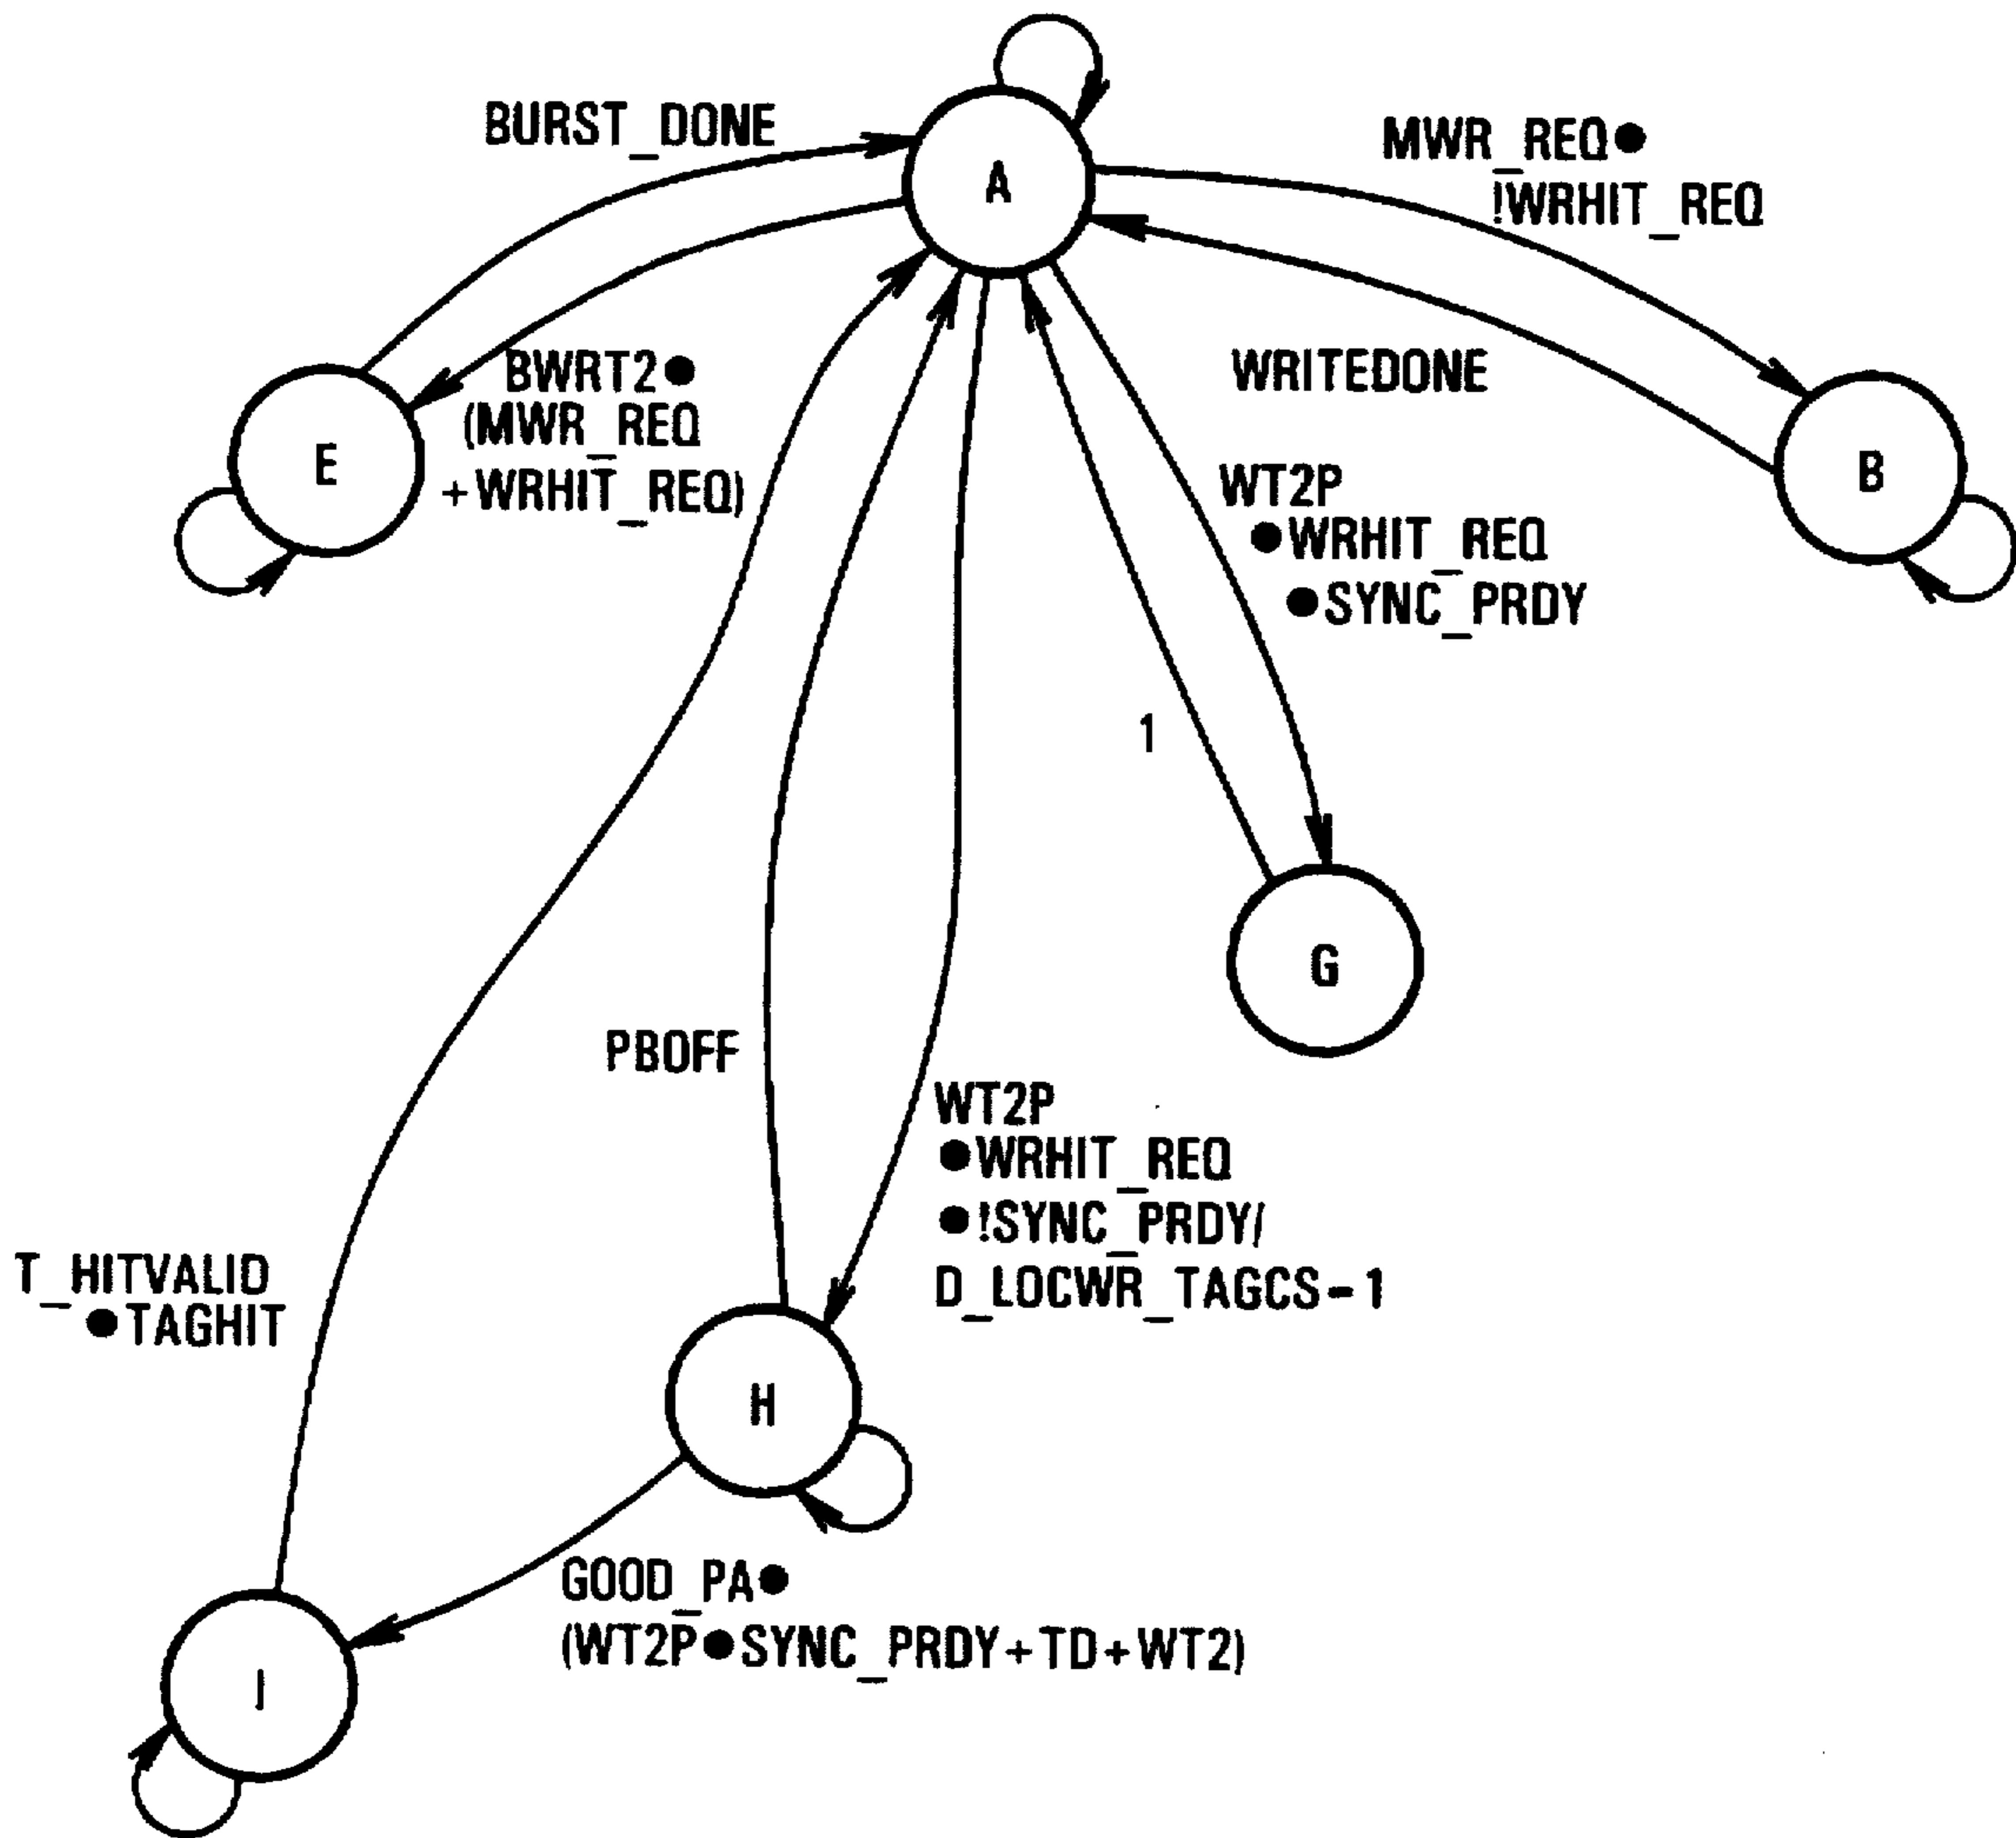 BURST_DONE
A
MWR_REQ●
!WRHIT_REQ
BWRT2●
(MWR_REQ
+WRHIT_REQ)
E
WRITEDONE
B
WT2P
●WRHIT_REQ
●SYNC_PRDY
1
G
PBOFF
WT2P
●WRHIT_REQ
●!SYNC_PRDY/
D_LOCWR_TAGCS=1
T_HITVALID
●TAGHIT
H
GOOD_PA●
(WT2P●SYNC_PRDY+TD+WT2)
I